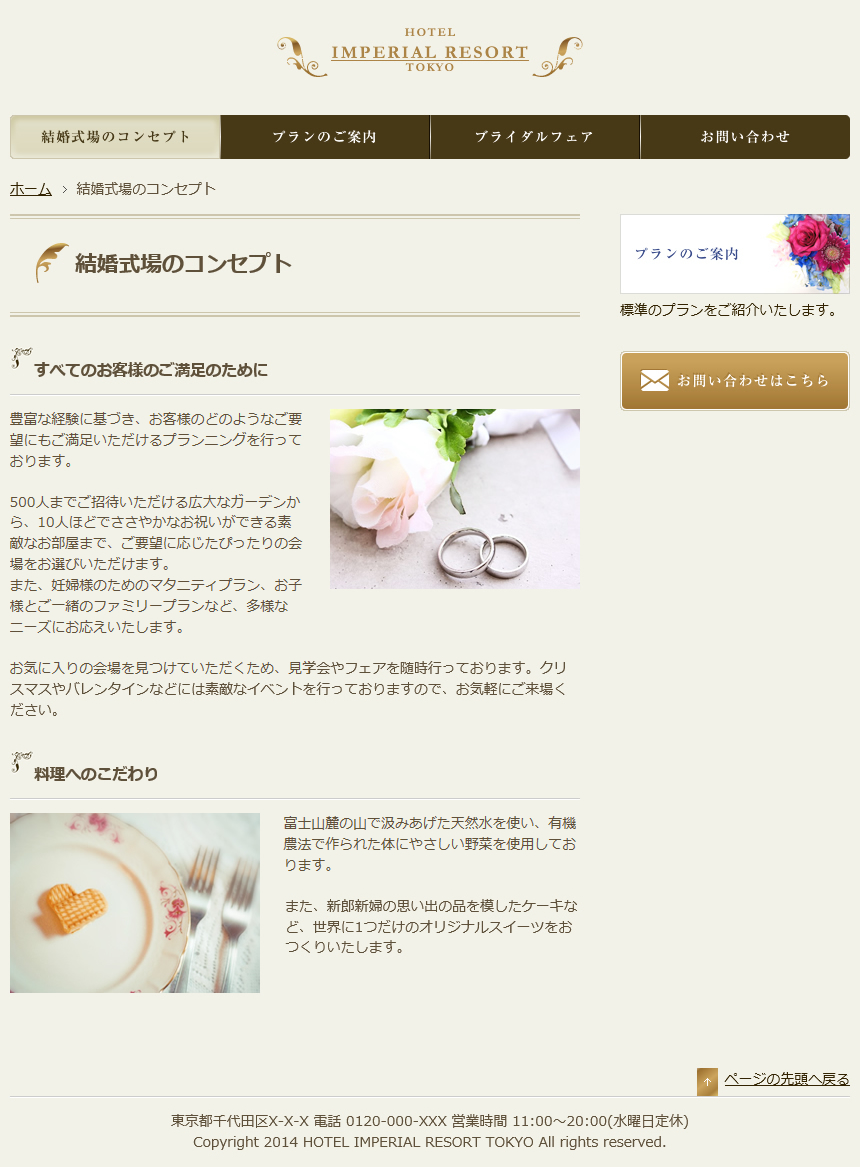 HOTEL
IMPERIAL RESORT
TOKYO
結婚式場のコンセプト
プランのご案内
ブライダルフェア
お問い合わせ
ホーム > 結婚式場のコンセプト
結婚式場のコンセプト
プランのご案内
標準のプランをご紹介いたします。
お問い合わせはこちら
すべてのお客様のご満足のために
豊富な経験に基づき、お客様のどのようなご要
望にもご満足いただけるプランニングを行って
おります。
500人までご招待いただける広大なガーデンか
ら、10人ほどでささやかなお祝いができる素
敵なお部屋まで、ご要望に応じたぴったりの会
場をお選びいただけます。
また、妊婦様のためのマタニティプラン、お子
様とご一緒のファミリープランなど、多様な
ニーズにお応えいたします。
お気に入りの会場を見つけていただくため、見学会やフェアを随時行っております。クリ
スマスやバレンタインなどには素敵なイベントを行っておりますので、お気軽にご来場く
ださい。
料理へのこだわり
富士山麓の山で汲みあげた天然水を使い、有機
農法で作られた体にやさしい野菜を使用してお
ります。
また、新郎新婦の思い出の品を模したケーキな
ど、世界に1つだけのオリジナルスイーツをお
つくりいたします。
ページの先頭へ戻る
東京都千代田区X-X-X 電話 0120-000-XXX 営業時間 11:00～20:00(水曜日定休)
Copyright 2014 HOTEL IMPERIAL RESORT TOKYO All rights reserved.